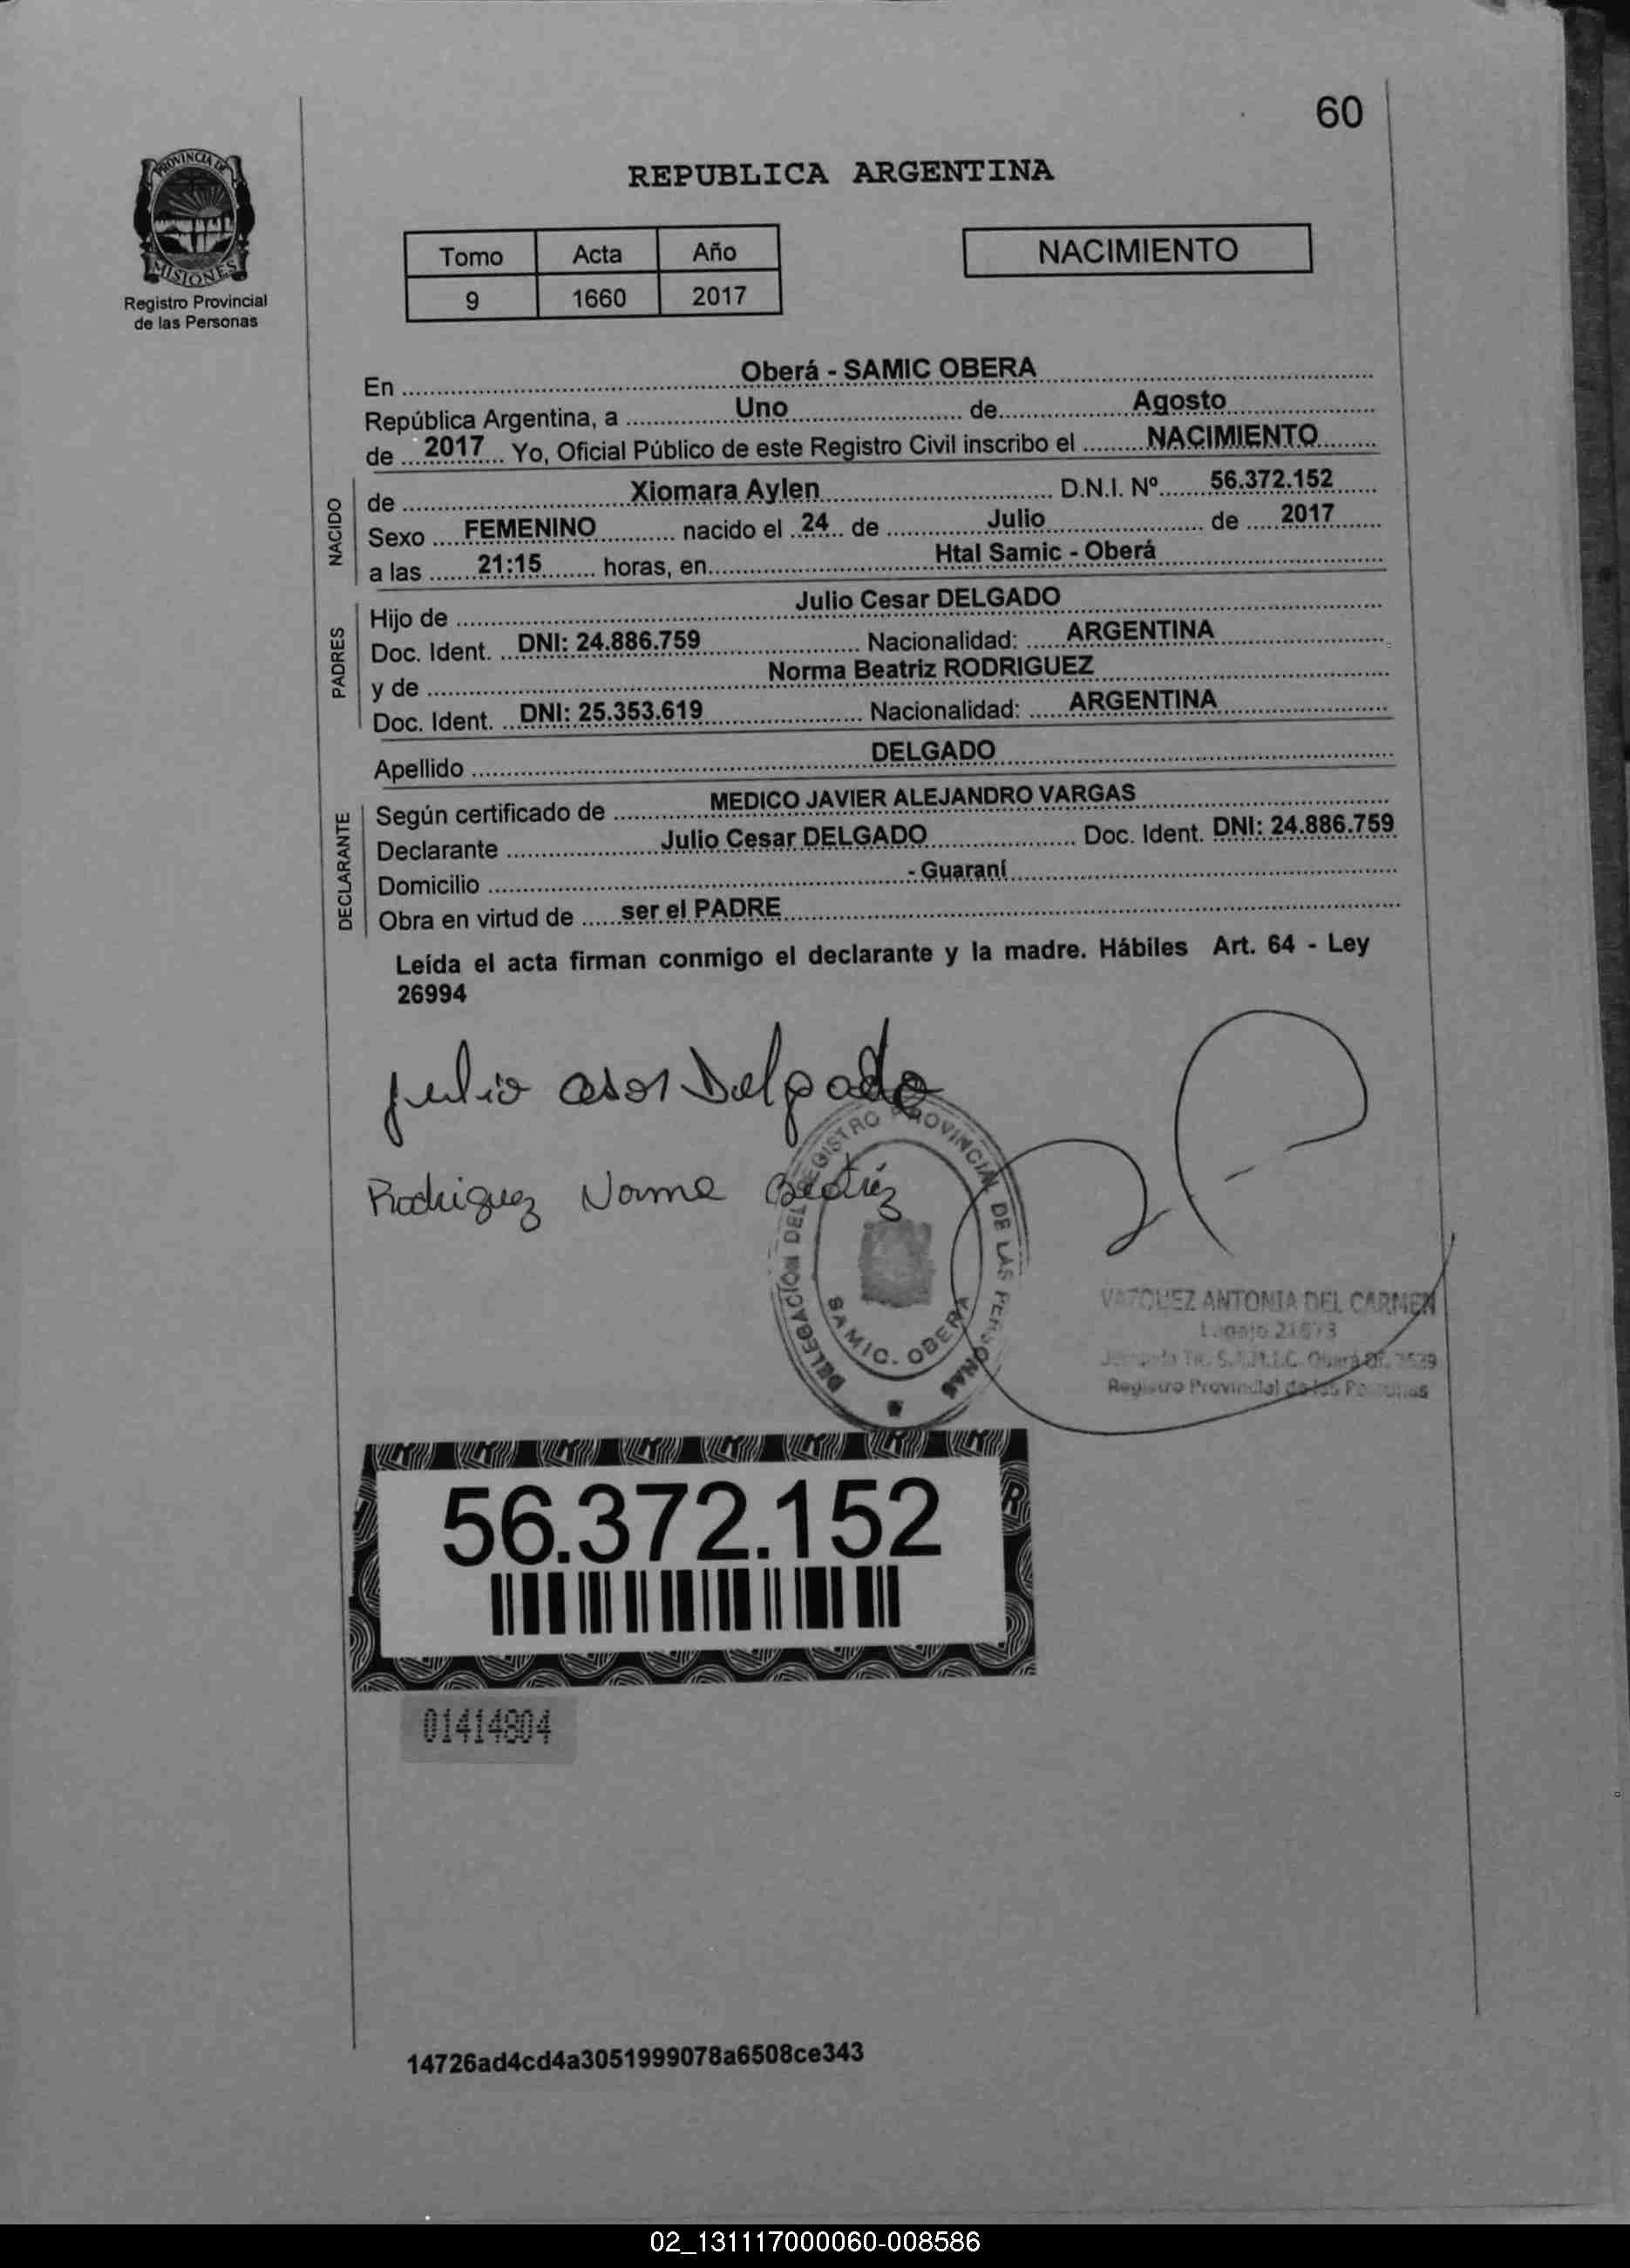 60
PROVINCIA DE
MISIONES
Registro Provincial
de las Personas
REPUBLICA ARGENTINA
Tomo Acta Año
9 1660 2017
NACIMIENTO
En Oberá - SAMIC OBERA
República Argentina, a Uno de Agosto
de 2017 Yo, Oficial Público de este Registro Civil inscribo el NACIMIENTO
NACIDO
de Xiomara Aylen D.N.I. Nº 56.372.152
Sexo FEMENINO nacido el 24 de Julio de 2017
a las 21:15 horas, en Htal Samic - Oberá
PADRES
Hijo de Julio Cesar DELGADO
Doc. Ident. DNI: 24.886.759 Nacionalidad: ARGENTINA
y de Norma Beatriz RODRIGUEZ
Doc. Ident. DNI: 25.353.619 Nacionalidad: ARGENTINA
Apellido DELGADO
DECLARANTE
Según certificado de MEDICO JAVIER ALEJANDRO VARGAS
Declarante Julio Cesar DELGADO Doc. Ident. DNI: 24.886.759
Domicilio - Guaraní
Obra en virtud de ser el PADRE
Leída el acta firman conmigo el declarante y la madre. Hábiles Art. 64 - Ley
26994
Julio Delgado
Rodriguez Norma Beatriz
DELEGACIÓN DEL REGISTRO PROVINCIAL DE LAS PERSONAS
SAMIC. OBERA
VAZQUEZ ANTONIA DEL CARMEN
Legajo
Registro Provincial de las Personas
56.372.152
01414804
14726ad4cd4a3051999078a6508ce343
02_131117000060-008586